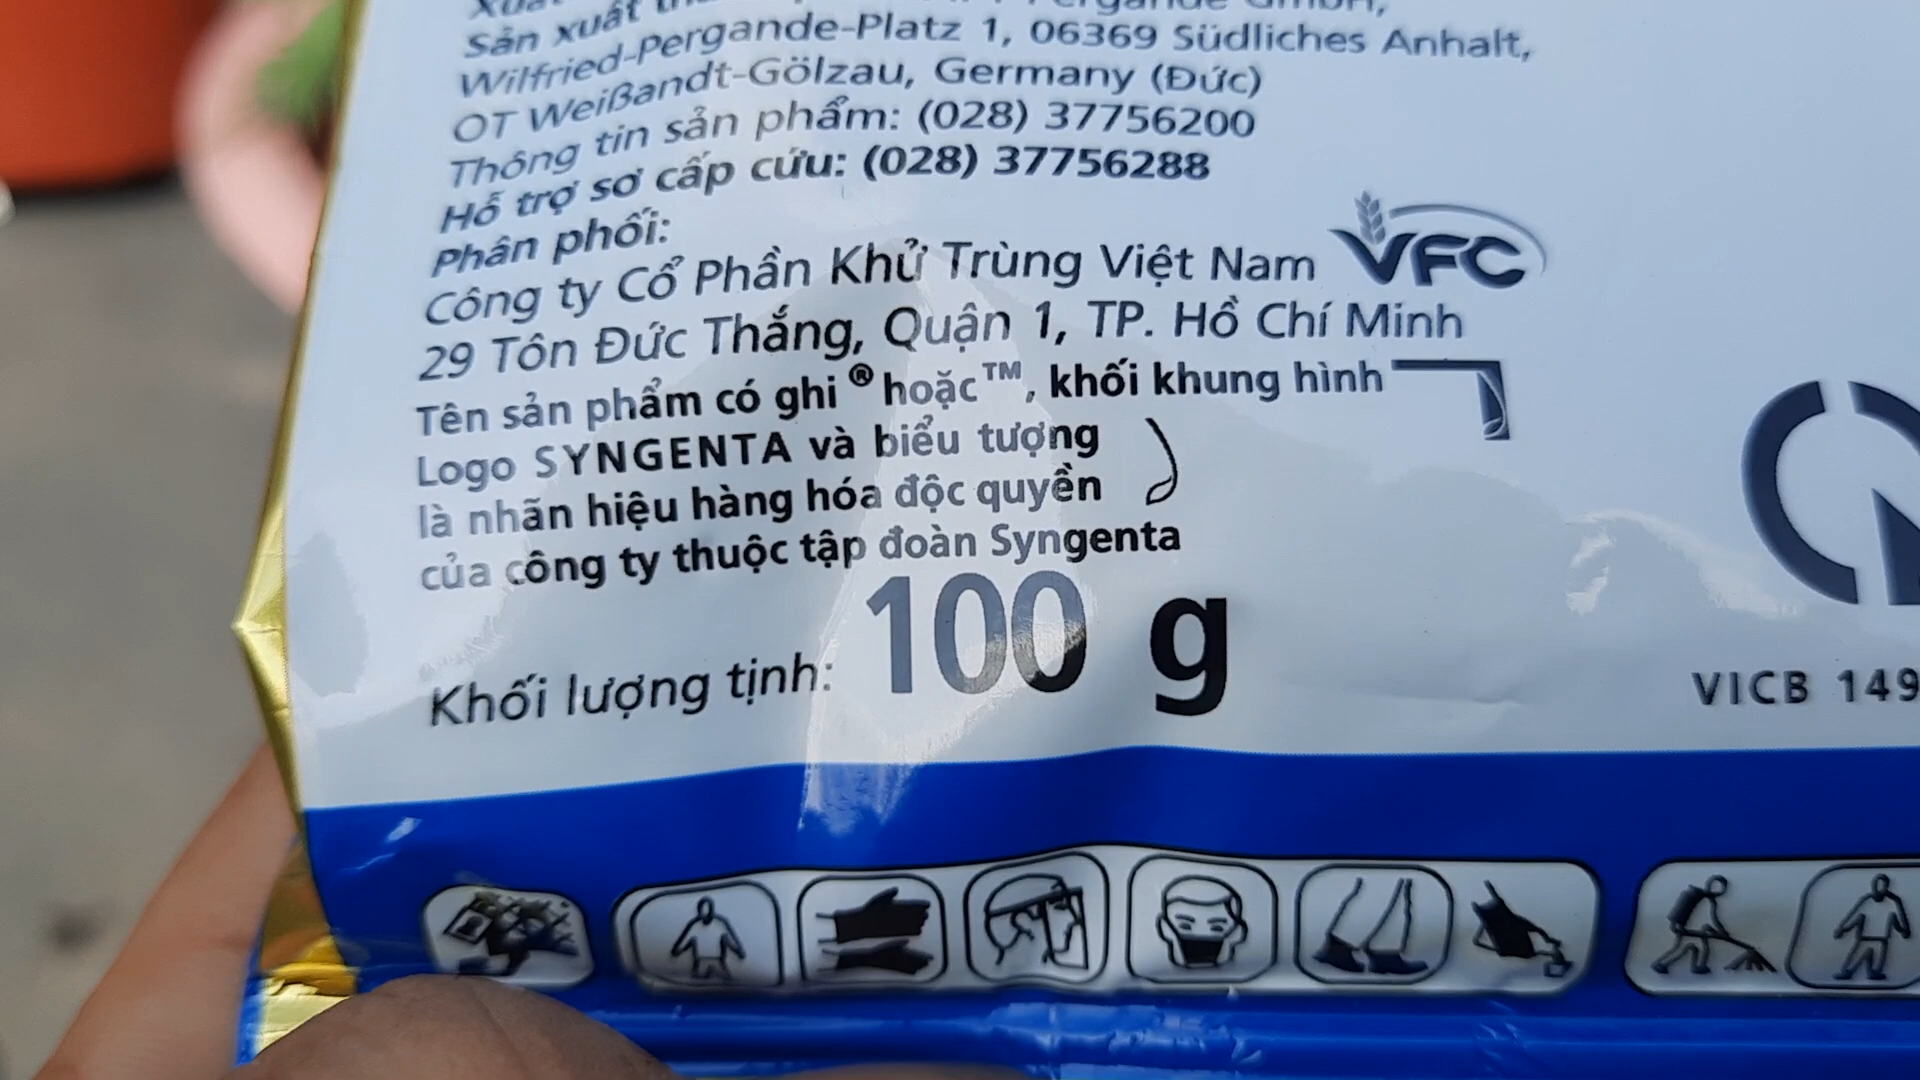 Sản xuất
Wilfried-Pergande-Platz 1, 06369 Südliches Anhalt,
OT Weißandt-Gölzau, Germany (Đức)
Thông tin sản phẩm: (028) 37756200
Hỗ trợ sơ cấp cứu: (028) 37756288
Phân phối:
Công ty Cổ Phần Khử Trùng Việt Nam VFC
29 Tôn Đức Thắng, Quận 1, TP. Hồ Chí Minh
Tên sản phẩm có ghi ® hoặc ™, khối khung hình
Logo SYNGENTA và biểu tượng
là nhãn hiệu hàng hóa độc quyền
của công ty thuộc tập đoàn Syngenta
Khối lượng tịnh: 100 g
VICB 149